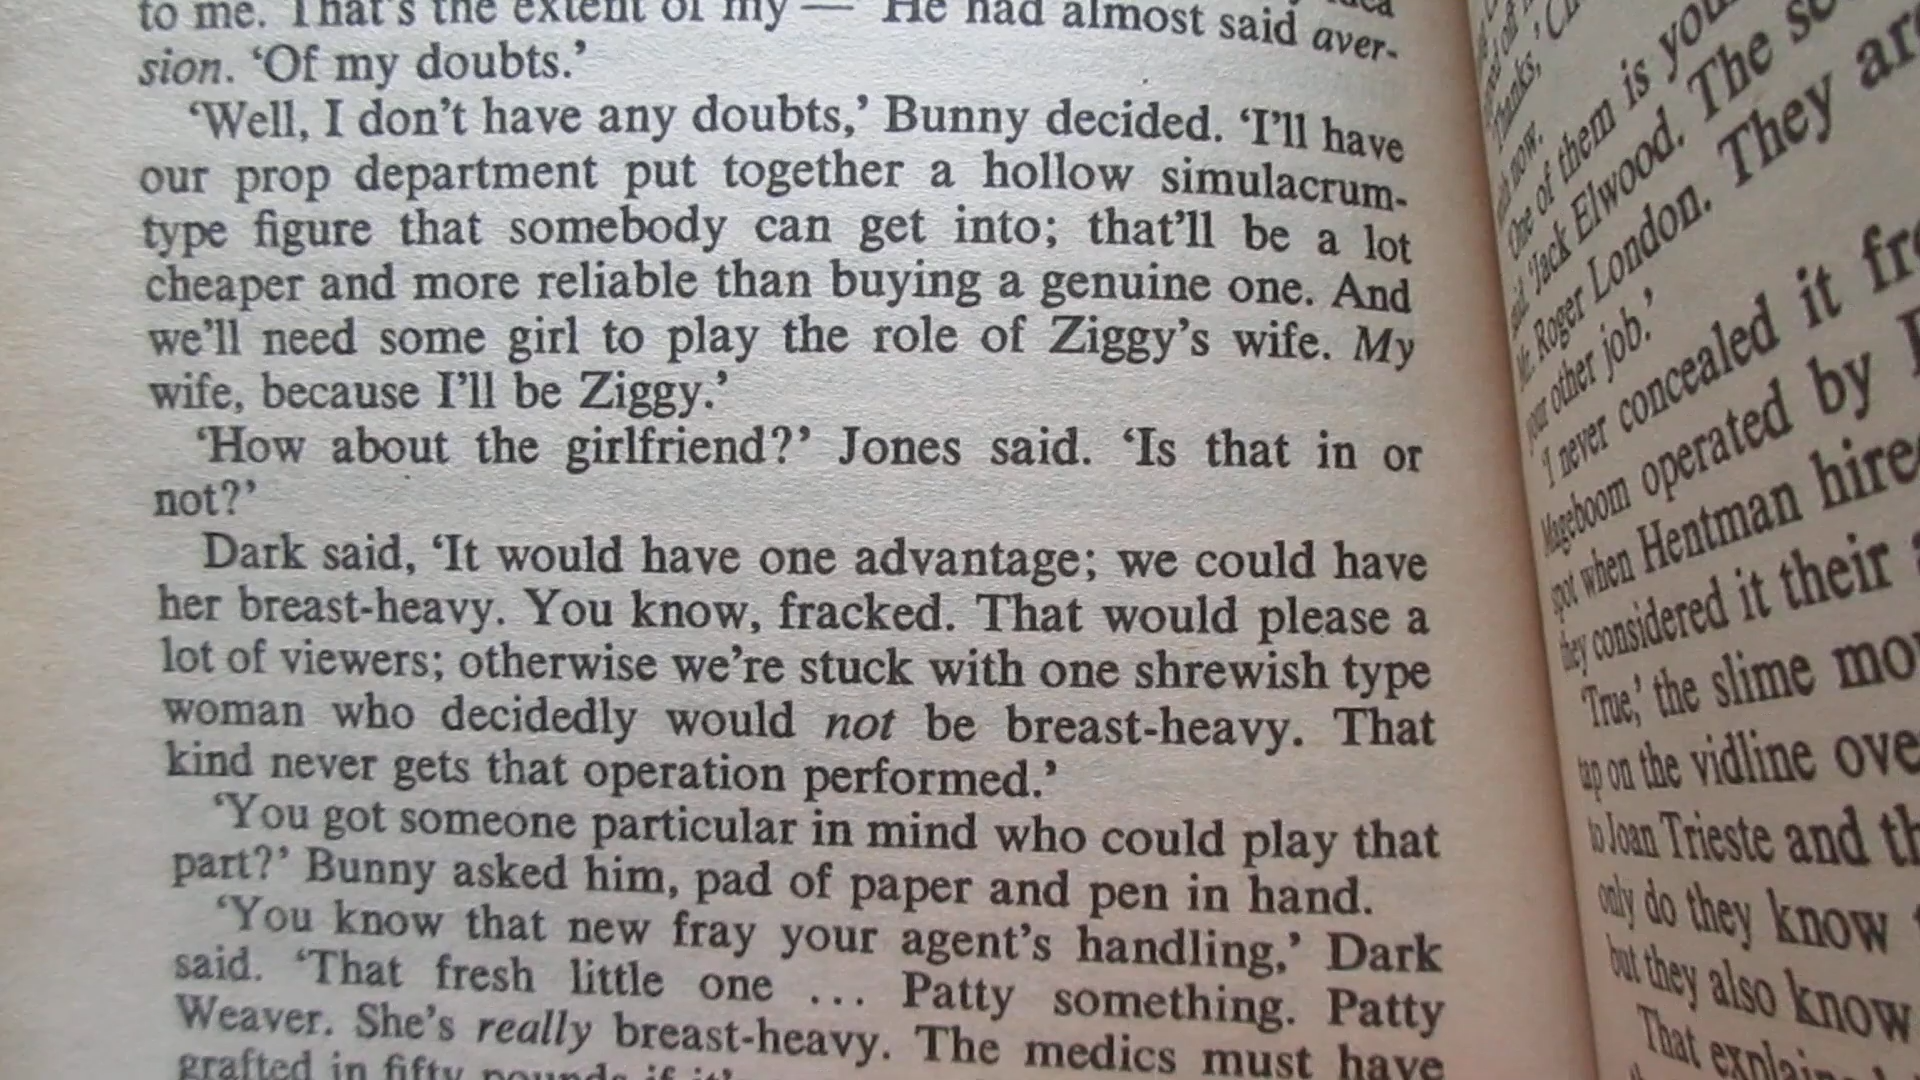 to me. That's the extent of my — ' He had almost said aver-
sion. 'Of my doubts.'
'Well, I don't have any doubts,' Bunny decided. 'I'll have
our prop department put together a hollow simulacrum-
type figure that somebody can get into; that'll be a lot
cheaper and more reliable than buying a genuine one. And
we'll need some girl to play the role of Ziggy's wife. My
wife, because I'll be Ziggy.'
'How about the girlfriend?' Jones said. 'Is that in or
not?'
Dark said, 'It would have one advantage; we could have
her breast-heavy. You know, fracked. That would please a
lot of viewers; otherwise we're stuck with one shrewish type
woman who decidedly would not be breast-heavy. That
kind never gets that operation performed.'
'You got someone particular in mind who could play that
part?' Bunny asked him, pad of paper and pen in hand.
'You know that new fray your agent's handling,' Dark
said. 'That fresh little one ... Patty something. Patty
Weaver. She's really breast-heavy. The medics must have
grafted in fifty pounds if it's
Thanks,'
now.
One of them is
'Jack Elwood. The
Mr. Roger London. They
your other job.'
'I never concealed it
Mageboom operated by
spot when Hentman
they considered it their
'True,' the slime
tap on the vidline
to Joan Trieste and
only do they know
but they also know
That